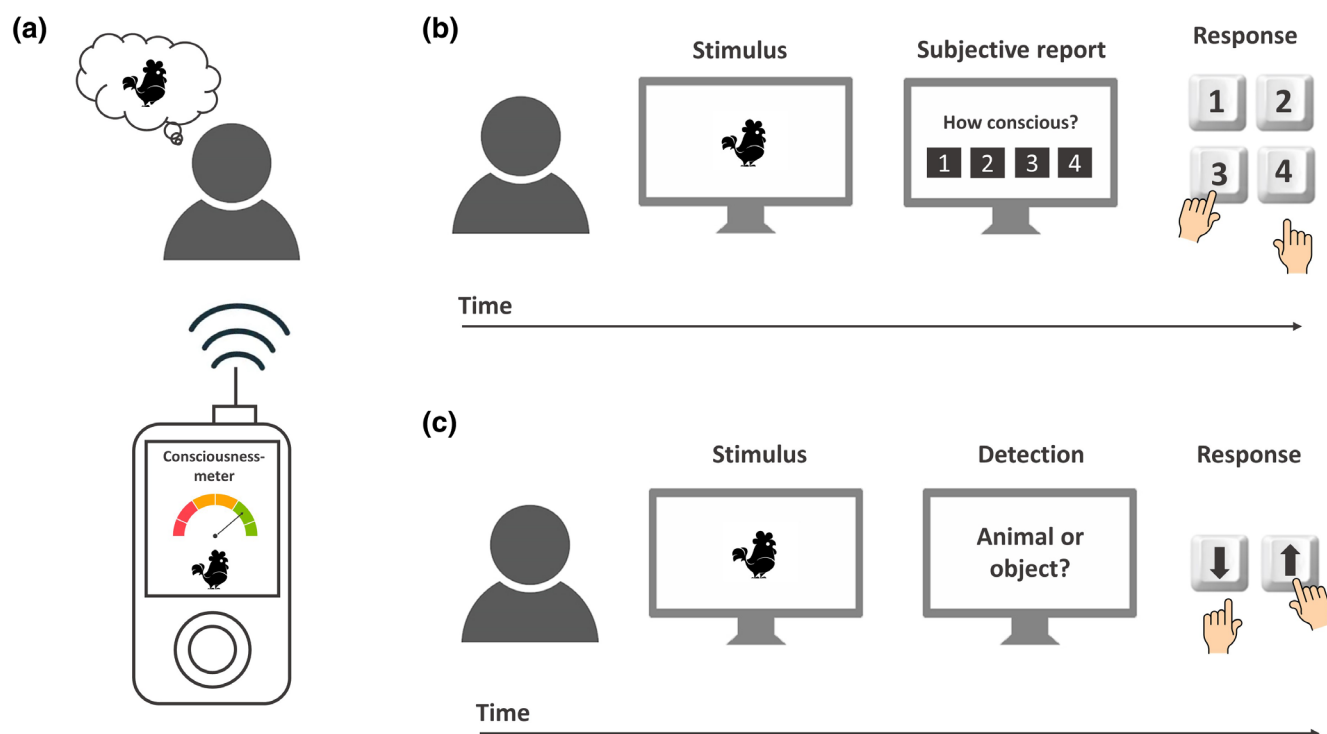 (a)
Consciousness-
meter
(b)
Stimulus
Subjective report
Response
How conscious?
1 2 3 4
1 2
3 4
Time
(c)
Stimulus
Detection
Response
Animal or
object?
Time